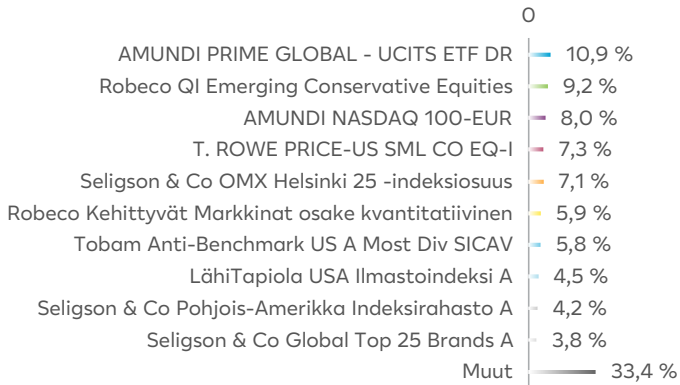 0
AMUNDI PRIME GLOBAL - UCITS ETF DR 10,9 %
Robeco QI Emerging Conservative Equities 9,2 %
AMUNDI NASDAQ 100-EUR 8,0 %
T. ROWE PRICE-US SML CO EQ-I 7,3 %
Seligson & Co OMX Helsinki 25 -indeksiosuus 7,1 %
Robeco Kehittyvät Markkinat osake kvantitatiivinen 5,9 %
Tobam Anti-Benchmark US A Most Div SICAV 5,8 %
LähiTapiola USA Ilmastoindeksi A 4,5 %
Seligson & Co Pohjois-Amerikka Indeksirahasto A 4,2 %
Seligson & Co Global Top 25 Brands A 3,8 %
Muut 33,4 %